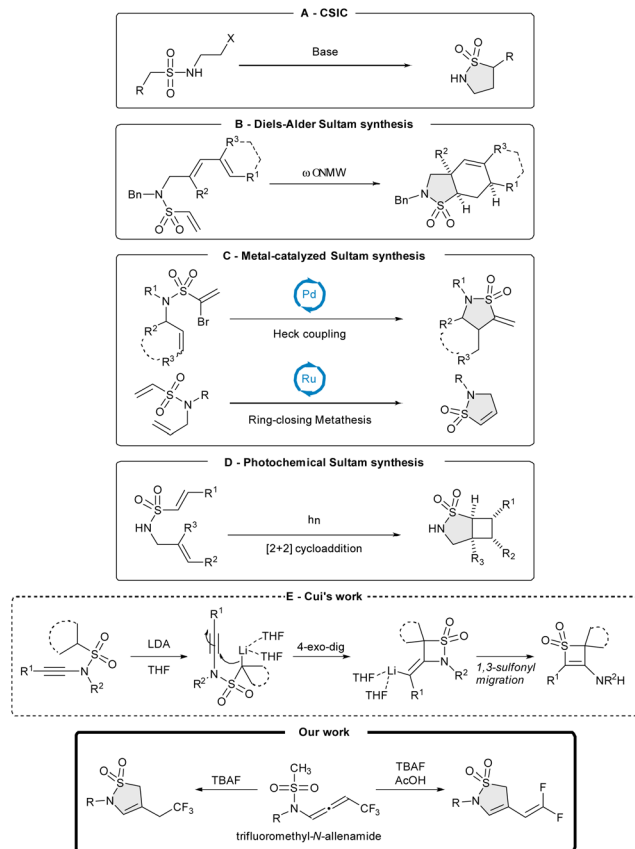 A - CSIC
X
O
S
NH
O
R
Base
O
O
S
R
HN
B - Diels-Alder Sultam synthesis
R3
R1
R2
Bn
N
O
S
O
ωONMW
R2
R3
R1
N
Bn
S
H
H
O
O
C - Metal-catalyzed Sultam synthesis
O
O
R1
S
N
Br
R2
R3
Pd
Heck coupling
R1
O
N
S
O
R2
R3
O
O
S
R
N
Ru
Ring-closing Metathesis
R
N
O
S
O
D - Photochemical Sultam synthesis
O
R1
O
S
HN
R3
R2
hn
[2+2] cycloaddition
O
O
H
R1
S
HN
R2
R3
E - Cui's work
O
S
O
R1
N
R2
LDA
THF
R1
Li
THF
THF
N
R2
S
O
O
4-exo-dig
O
S
O
THF
Li
N
R2
THF
R1
1,3-sulfonyl
migration
O
O
S
R1
NR2H
Our work
O
O
S
R
N
CF3
TBAF
CH3
O
S
O
N
R
CF3
trifluoromethyl-N-allenamide
TBAF
AcOH
O
O
S
R
N
F
F